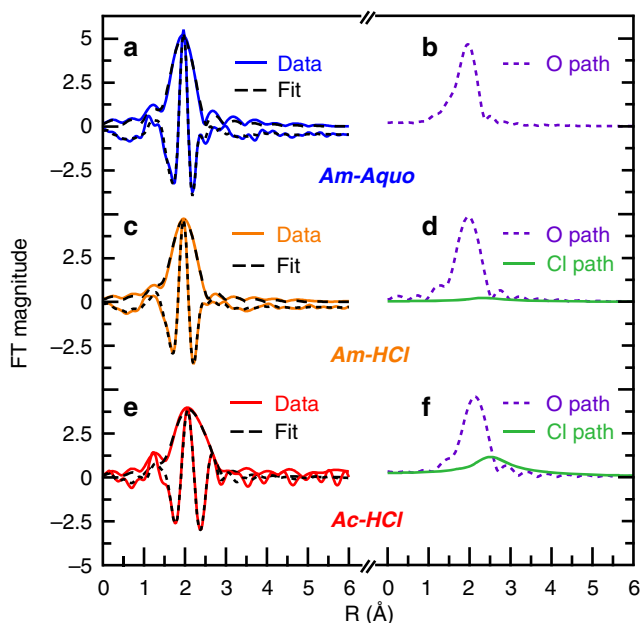 a
Data
Fit
Am-Aquo
b
O path
c
Data
Fit
Am-HCl
d
O path
Cl path
e
Data
Fit
Ac-HCl
f
O path
Cl path
FT magnitude
5
2.5
0
−2.5
2.5
0
−2.5
2.5
0
−2.5
−5
0 1 2 3 4 5 6 0 1 2 3 4 5 6
R (Å)